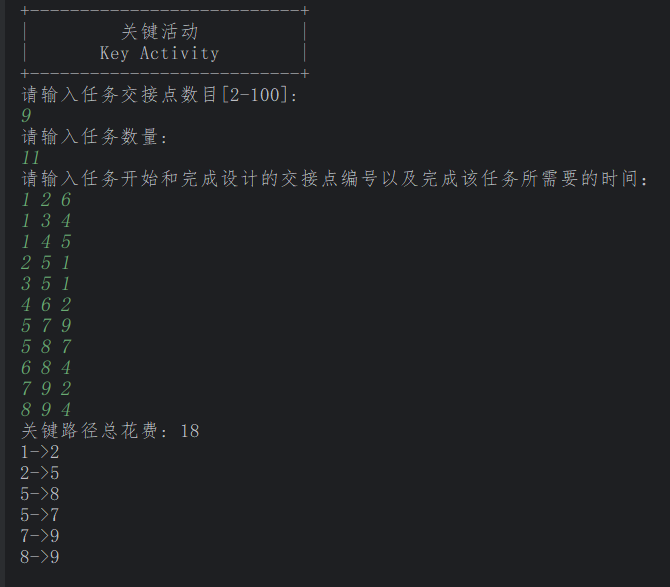 +---------------------------+
|         关键活动          |
|       Key Activity        |
+---------------------------+
请输入任务交接点数目[2-100]:
9
请输入任务数量:
11
请输入任务开始和完成设计的交接点编号以及完成该任务所需要的时间:
1 2 6
1 3 4
1 4 5
2 5 1
3 5 1
4 6 2
5 7 9
5 8 7
6 8 4
7 9 2
8 9 4
关键路径总花费: 18
1->2
2->5
5->8
5->7
7->9
8->9